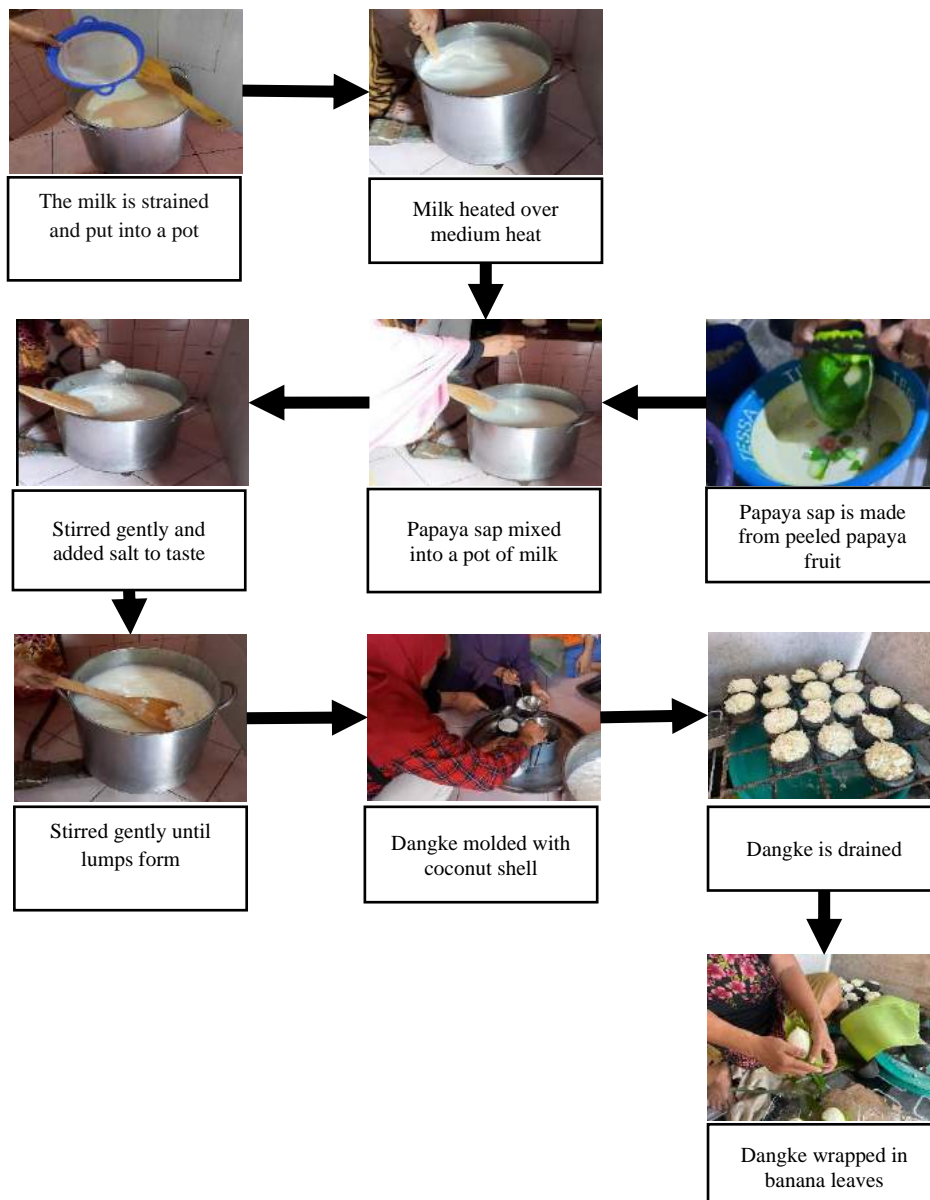 The milk is strained
and put into a pot
Milk heated over
medium heat
Stirred gently and
added salt to taste
Papaya sap mixed
into a pot of milk
TESSA
Papaya sap is made
from peeled papaya
fruit
Stirred gently until
lumps form
Dangke molded with
coconut shell
Dangke is drained
Dangke wrapped in
banana leaves